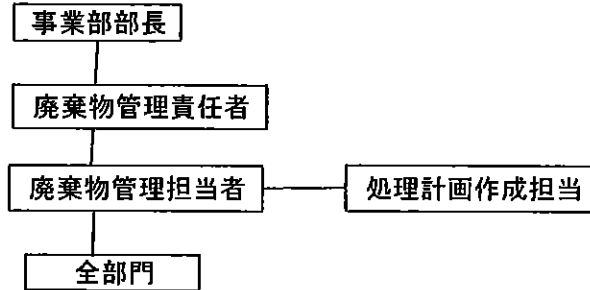 事業部部長
廃棄物管理責任者
廃棄物管理担当者
処理計画作成担当
全部門